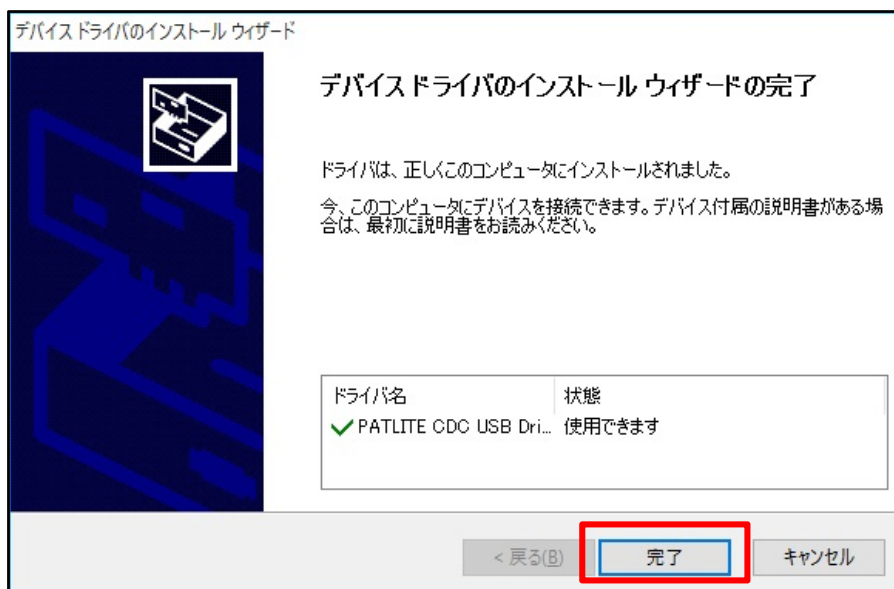 デバイス ドライバのインストール ウィザード
デバイス ドライバのインストール ウィザードの完了
ドライバは、正しくこのコンピュータにインストールされました。
今、このコンピュータにデバイスを接続できます。デバイス付属の説明書がある場
合は、最初に説明書をお読みください。
ドライバ名 状態
PATLITE CDC USB Dri... 使用できます
< 戻る(B) 完了 キャンセル